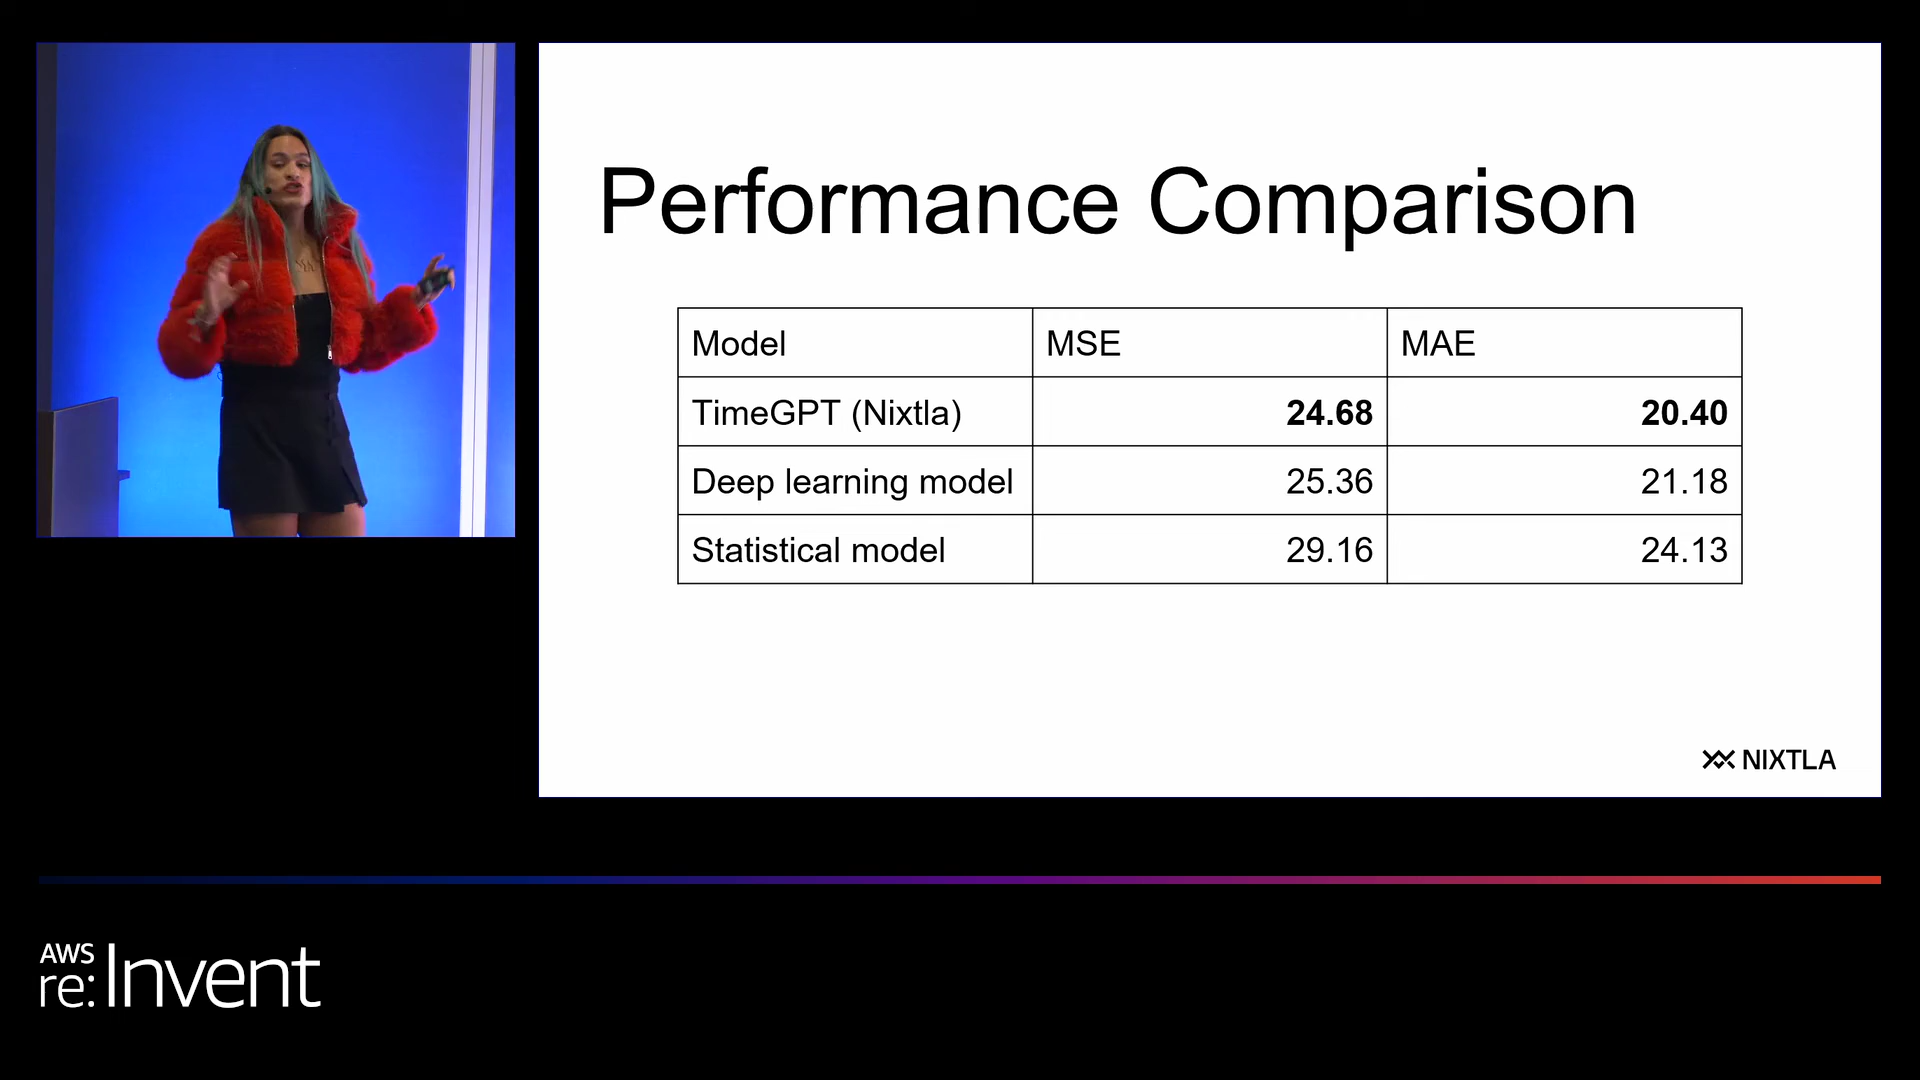 Performance Comparison
Model MSE MAE
TimeGPT (Nixtla) 24.68 20.40
Deep learning model 25.36 21.18
Statistical model 29.16 24.13
NIXTLA
AWS
re:Invent